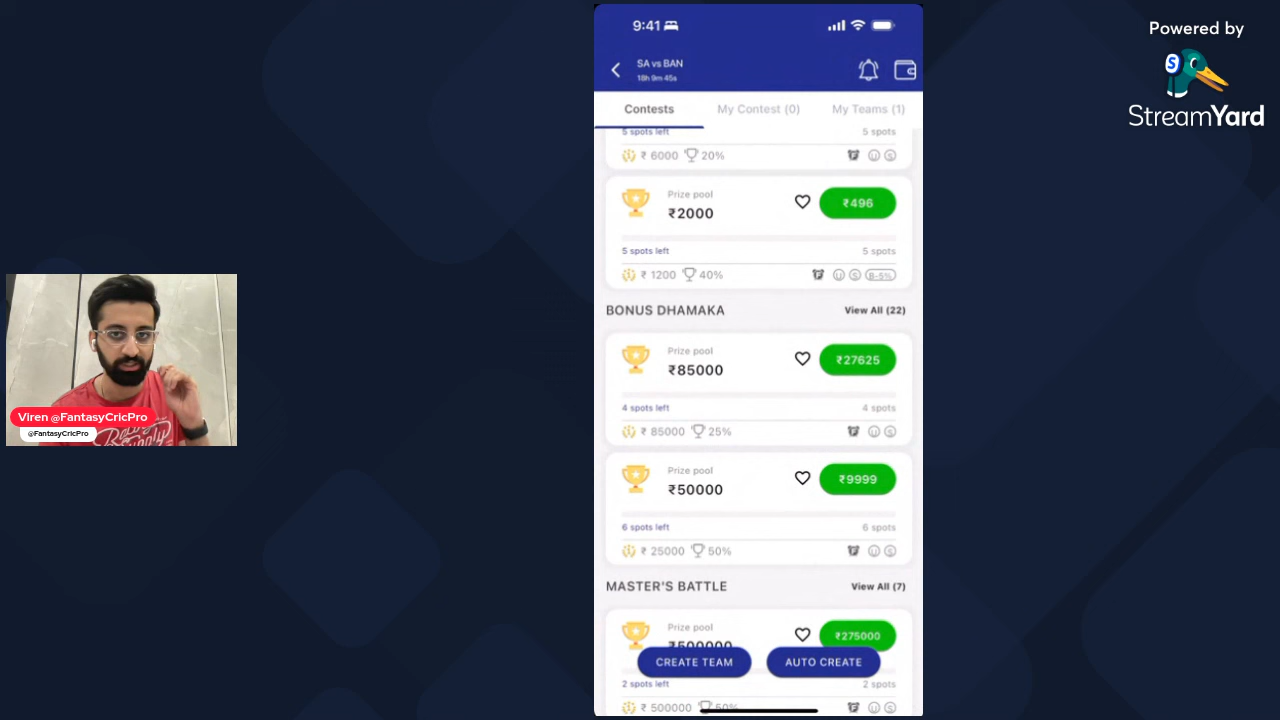 Powered by
S
StreamYard
9:41
SA vs BAN
18h 9m 45s
Contests
My Contest (0)
My Teams (1)
5 spots left
5 spots
₹ 6000
20%
U
S
Prize pool
₹2000
₹496
5 spots left
5 spots
₹ 1200
40%
U
S
B-5%
BONUS DHAMAKA
View All (22)
Prize pool
₹85000
₹27625
4 spots left
4 spots
₹ 85000
25%
U
S
Prize pool
₹50000
₹9999
6 spots left
6 spots
₹ 25000
50%
U
S
MASTER'S BATTLE
View All (7)
Prize pool
₹500000
₹275000
CREATE TEAM
AUTO CREATE
2 spots left
2 spots
₹ 500000
50%
U
S
Viren @FantasyCricPro
@FantasyCricPro